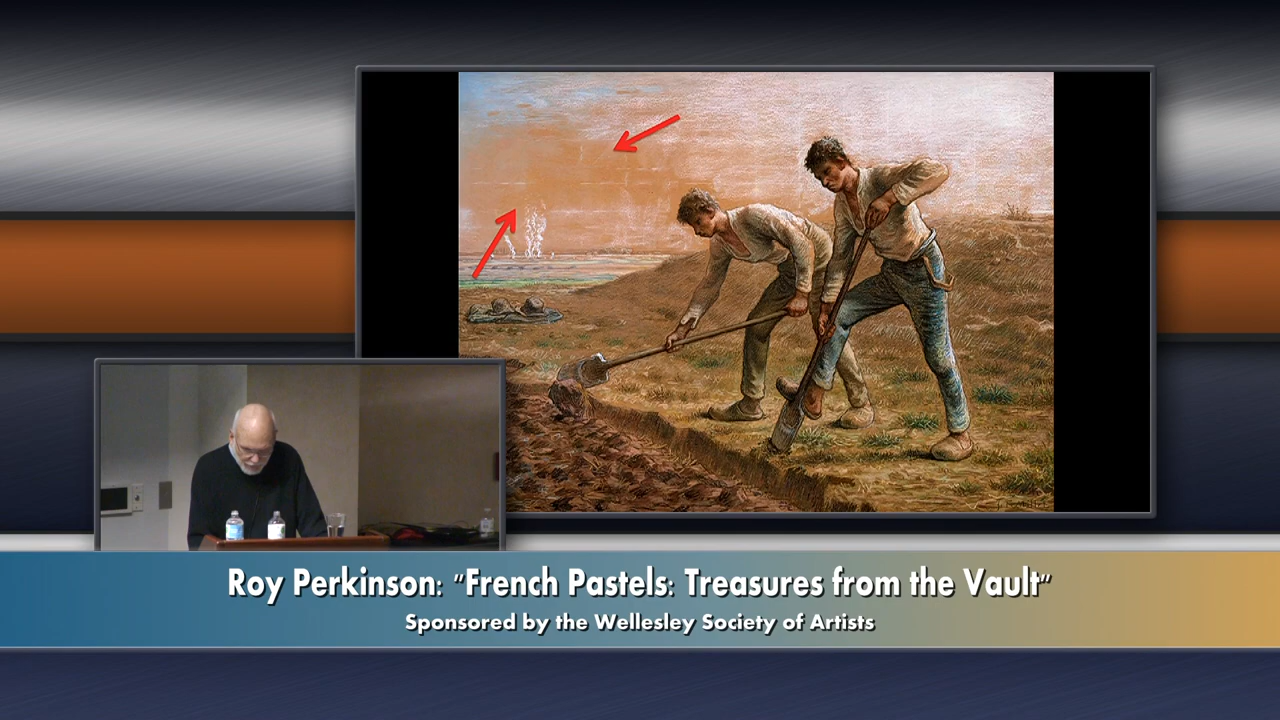 Roy Perkinson: "French Pastels: Treasures from the Vault"
Sponsored by the Wellesley Society of Artists